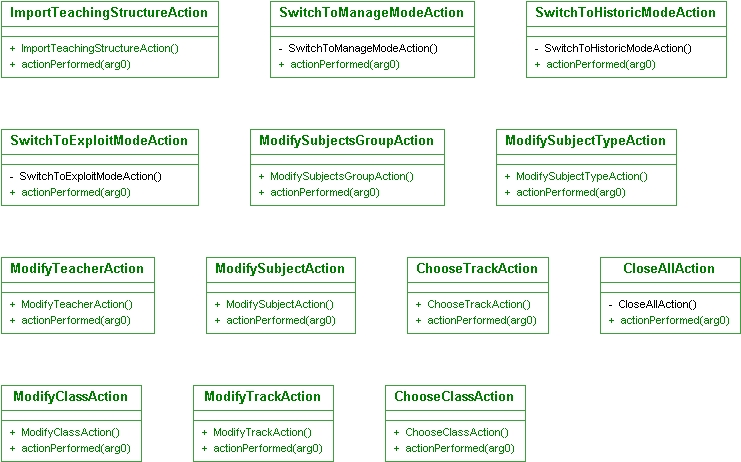 ImportTeachingStructureAction
+ ImportTeachingStructureAction()
+ actionPerformed(arg0)
SwitchToManageModeAction
- SwitchToManageModeAction()
+ actionPerformed(arg0)
SwitchToHistoricModeAction
- SwitchToHistoricModeAction()
+ actionPerformed(arg0)
SwitchToExploitModeAction
- SwitchToExploitModeAction()
+ actionPerformed(arg0)
ModifySubjectsGroupAction
+ ModifySubjectsGroupAction()
+ actionPerformed(arg0)
ModifySubjectTypeAction
+ ModifySubjectTypeAction()
+ actionPerformed(arg0)
ModifyTeacherAction
+ ModifyTeacherAction()
+ actionPerformed(arg0)
ModifySubjectAction
+ ModifySubjectAction()
+ actionPerformed(arg0)
ChooseTrackAction
+ ChooseTrackAction()
+ actionPerformed(arg0)
CloseAllAction
- CloseAllAction()
+ actionPerformed(arg0)
ModifyClassAction
+ ModifyClassAction()
+ actionPerformed(arg0)
ModifyTrackAction
+ ModifyTrackAction()
+ actionPerformed(arg0)
ChooseClassAction
+ ChooseClassAction()
+ actionPerformed(arg0)